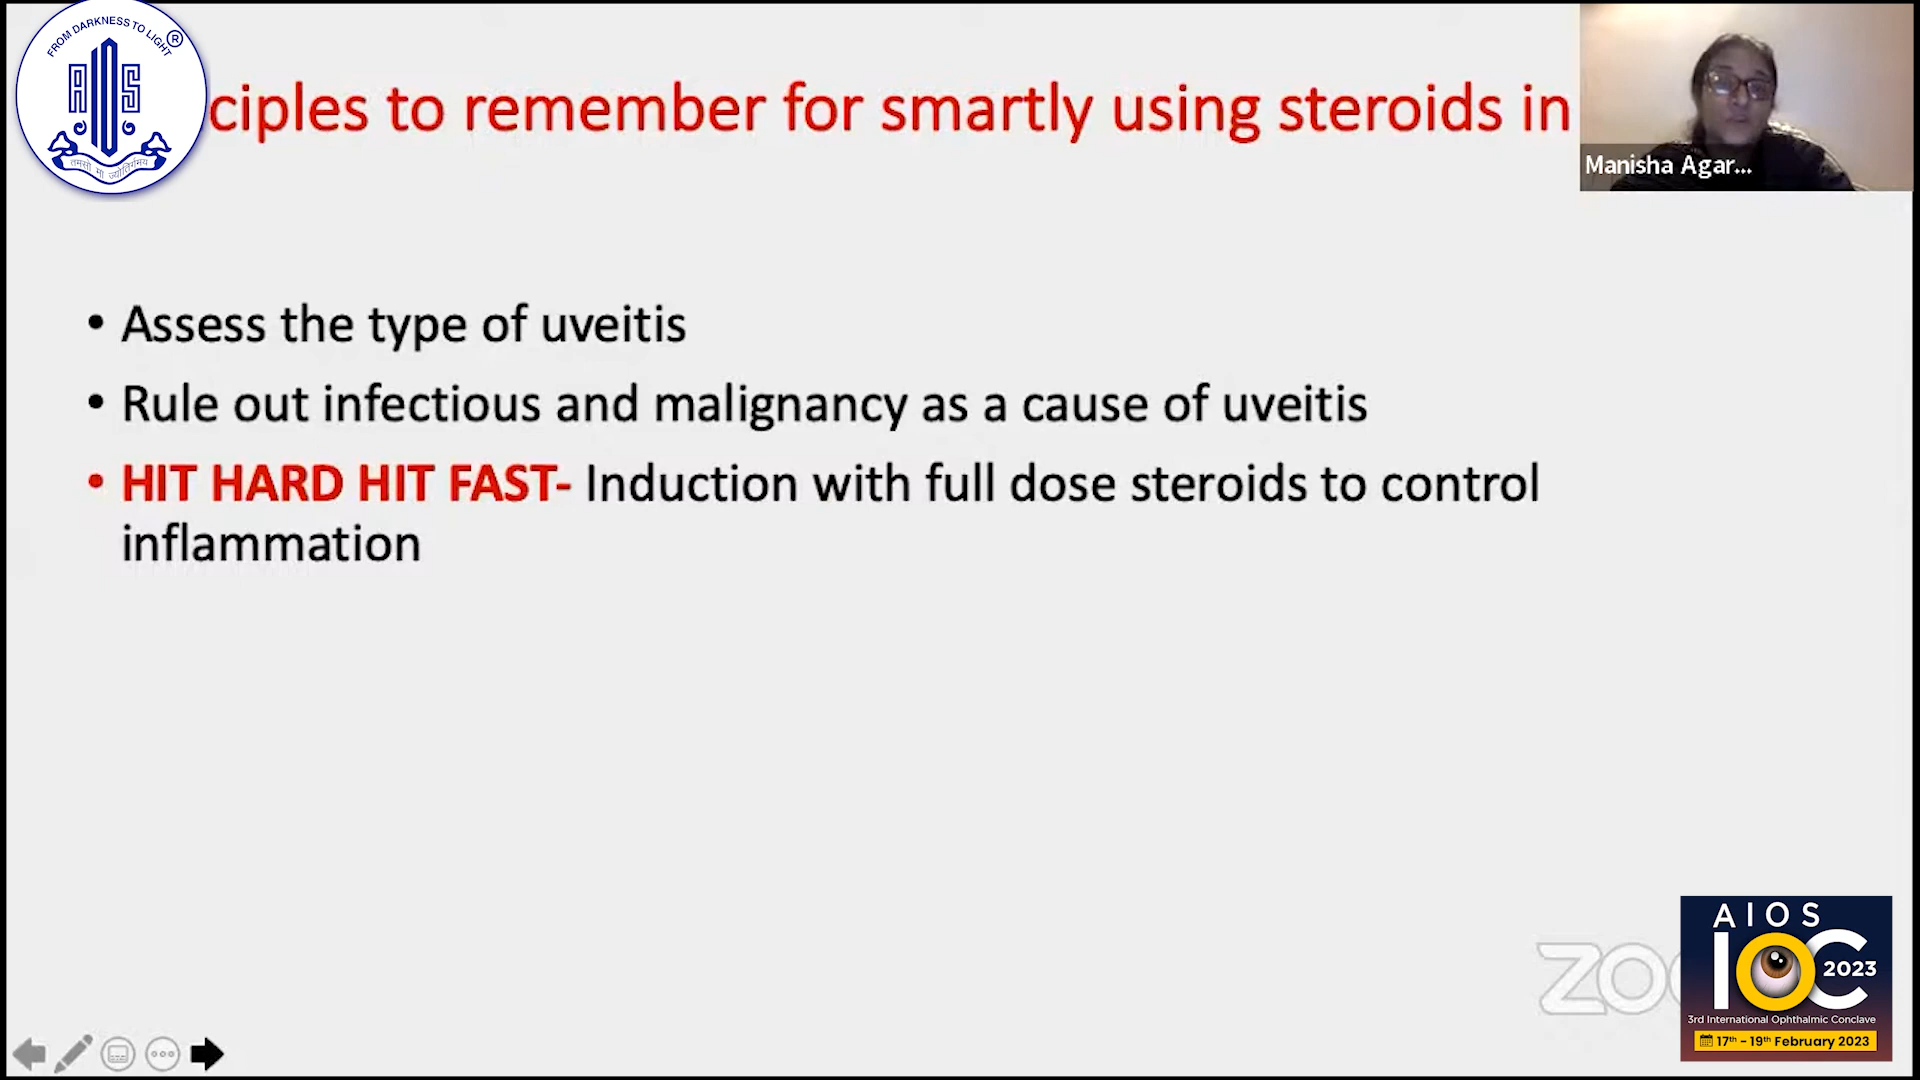 FROM DARKNESS TO LIGHT
®
AIOS
तमसो मा ज्योतिर्गमय
ciples to remember for smartly using steroids in
Manisha Agar...
• Assess the type of uveitis
• Rule out infectious and malignancy as a cause of uveitis
• HIT HARD HIT FAST- Induction with full dose steroids to control
inflammation
AIOS
IOC 2023
3rd International Ophthalmic Conclave
17th - 19th February 2023